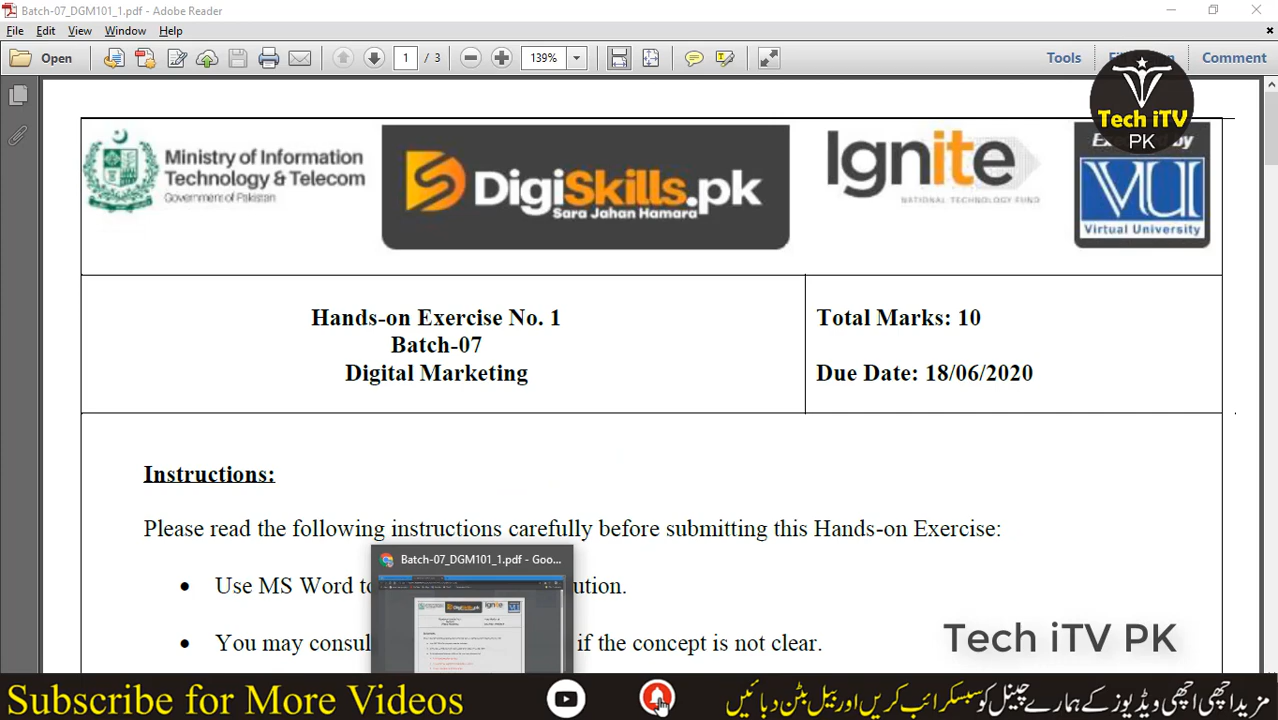 Batch-07_DGM101_1.pdf - Adobe Reader
File Edit View Window Help
Open 1 / 3 139% Tools Comment
Tech iTV
PK
Ministry of Information
Technology & Telecom
Government of Pakistan
DigiSkills.pk
Sara Jahan Hamara
Ignite
NATIONAL TECHNOLOGY FUND
by
VU
Virtual University
Hands-on Exercise No. 1
Batch-07
Digital Marketing
Total Marks: 10
Due Date: 18/06/2020
Instructions:
Please read the following instructions carefully before submitting this Hands-on Exercise:
Batch-07_DGM101_1.pdf - Goo...
• Use MS Word to ution.
• You may consul if the concept is not clear.
Tech iTV PK
Subscribe for More Videos
مزید اچھی اچھی ویڈیوز کے ہمارے چینل کو سبسکرائب کریں اور بیل بٹن دبائیں